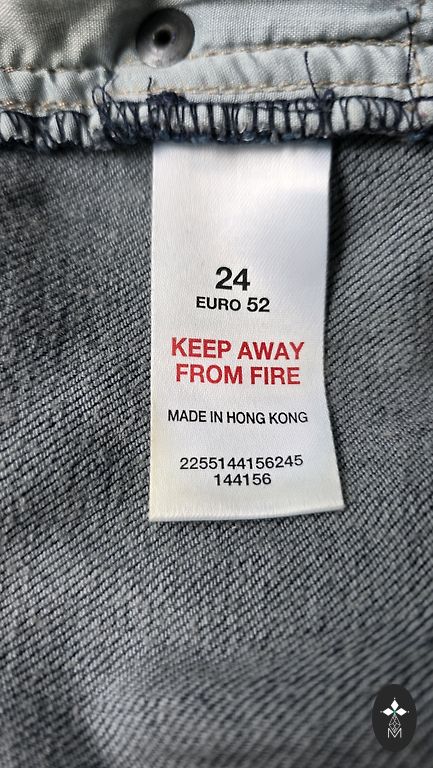 24
EURO 52
KEEP AWAY
FROM FIRE
MADE IN HONG KONG
2255144156245
144156
M